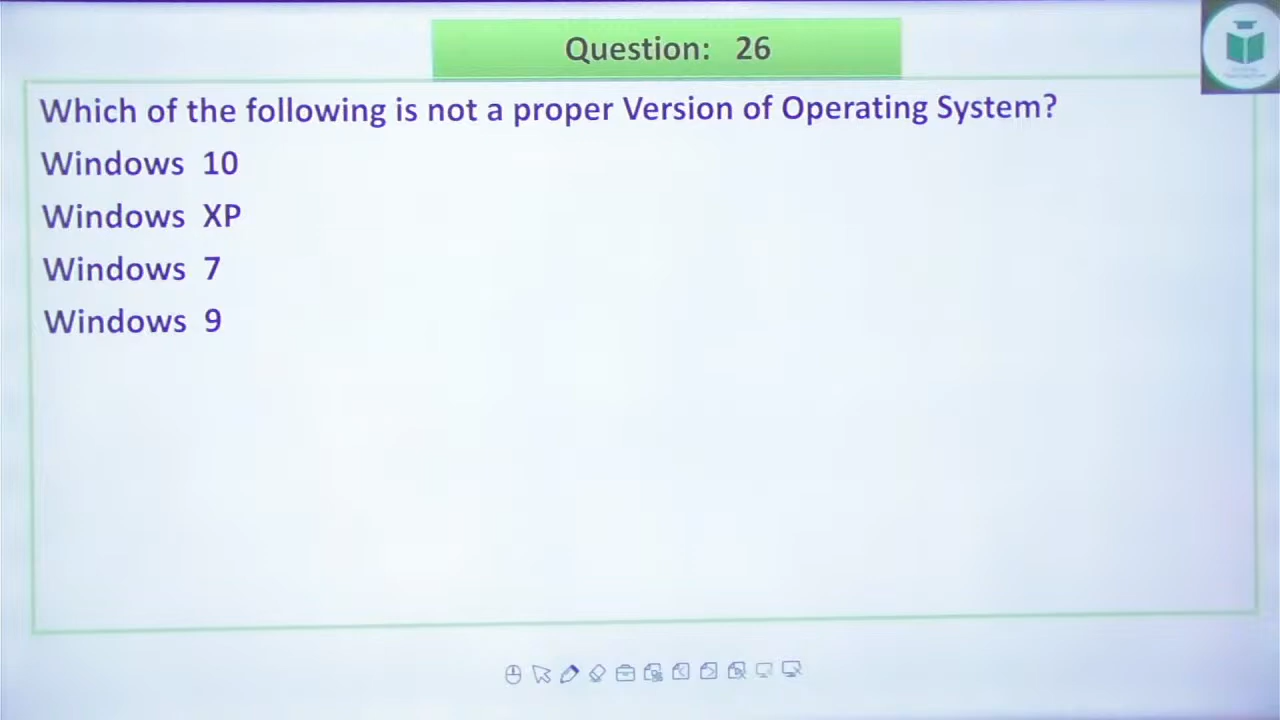 Question: 26
Which of the following is not a proper Version of Operating System?
Windows 10
Windows XP
Windows 7
Windows 9